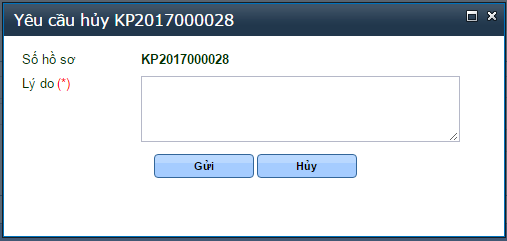 Yêu cầu hủy KP2017000028
Số hồ sơ KP2017000028
Lý do (*)
Gửi Hủy